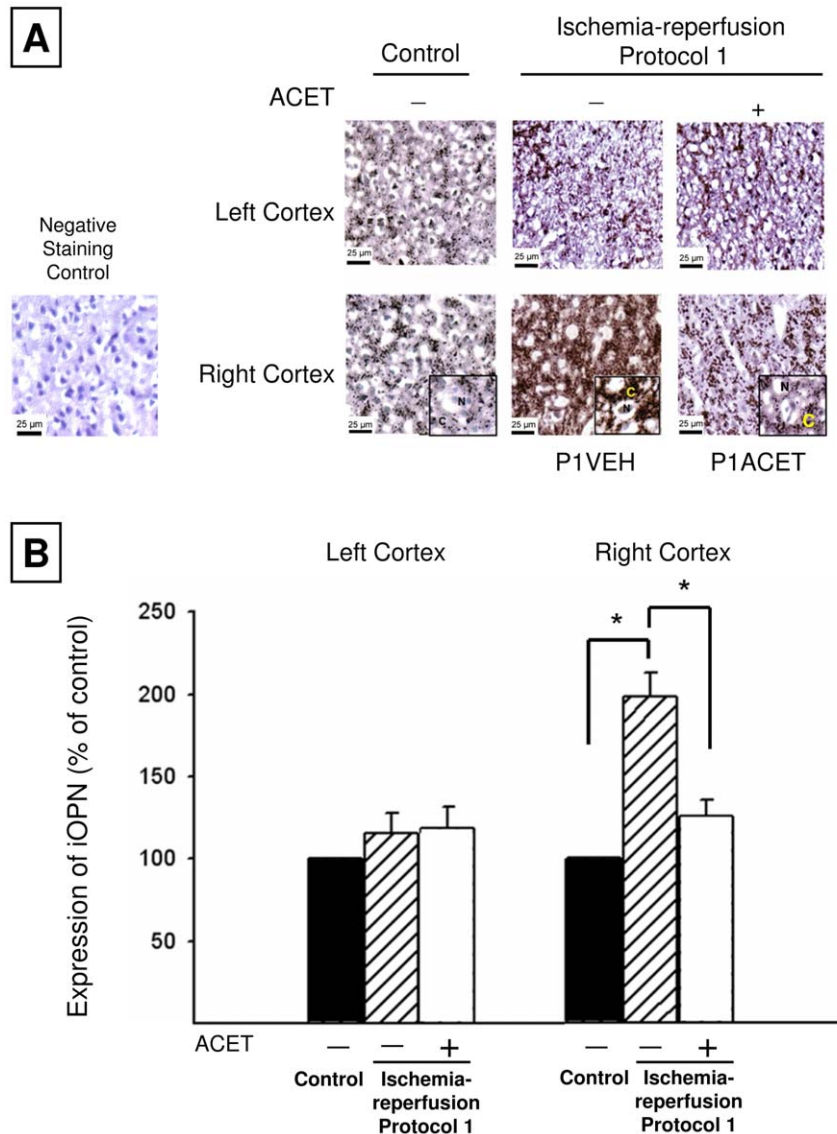 A
Control
Ischemia-reperfusion
Protocol 1
ACET
— — +
Left Cortex
25 µm
25 µm
25 µm
Negative
Staining
Control
25 µm
Right Cortex
25 µm
N
C
25 µm
C
N
25 µm
N
C
P1VEH
P1ACET
B
Left Cortex
Right Cortex
Expression of iOPN (% of control)
250
200
150
100
50
*
*
ACET
— — +
— — +
Control
Ischemia-
reperfusion
Protocol 1
Control
Ischemia-
reperfusion
Protocol 1